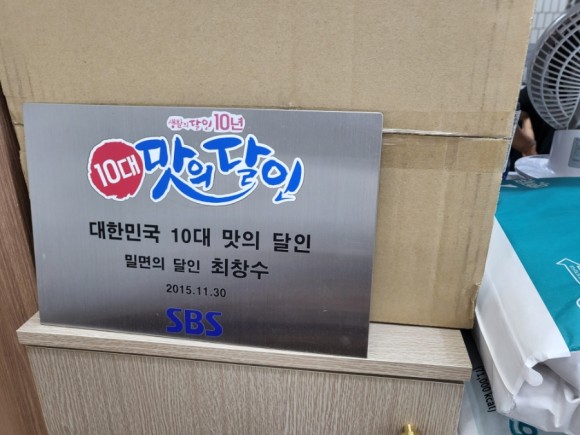 생활의 달인 10년
10대 맛의 달인
대한민국 10대 맛의 달인
밀면의 달인 최창수
2015.11.30
SBS